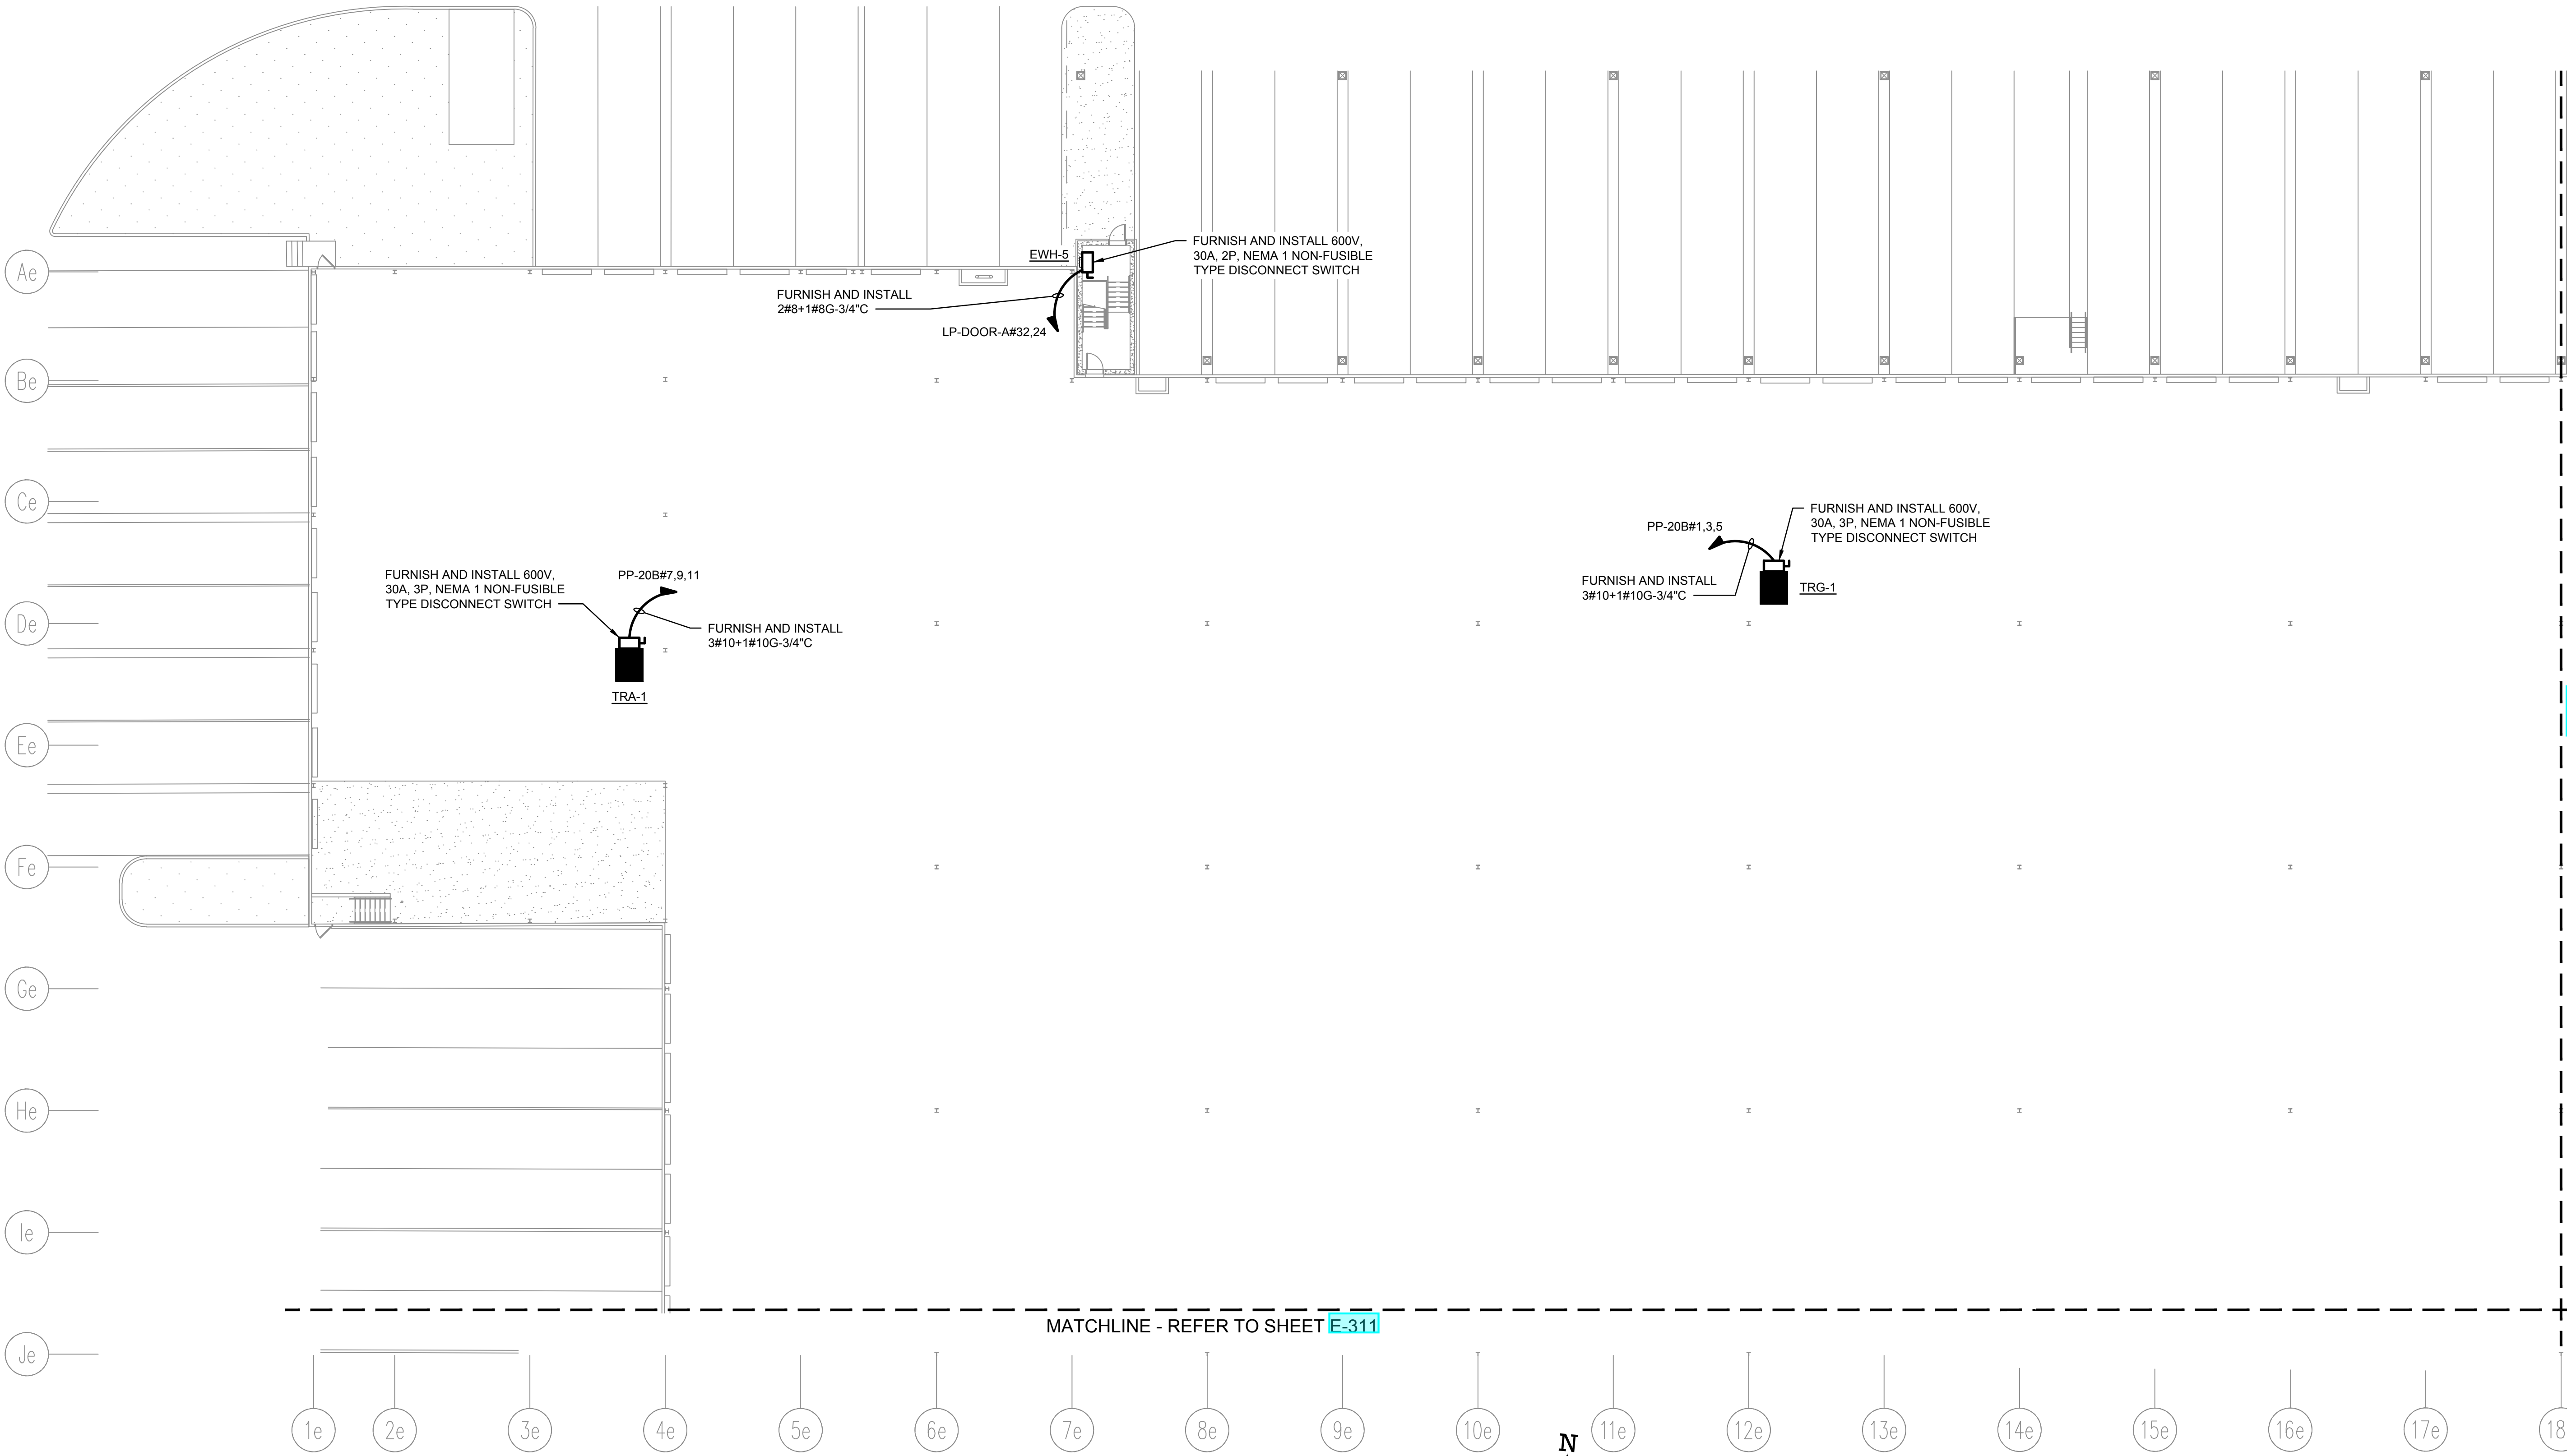 Ae
EWH-5
FURNISH AND INSTALL 600V,
30A, 2P, NEMA 1 NON-FUSIBLE
TYPE DISCONNECT SWITCH
FURNISH AND INSTALL
2#8+1#8G-3/4"C
LP-DOOR-A#32,24
Be
Ce
PP-20B#1,3,5
FURNISH AND INSTALL 600V,
30A, 3P, NEMA 1 NON-FUSIBLE
TYPE DISCONNECT SWITCH
FURNISH AND INSTALL
3#10+1#10G-3/4"C
TRG-1
FURNISH AND INSTALL 600V,
30A, 3P, NEMA 1 NON-FUSIBLE
TYPE DISCONNECT SWITCH
PP-20B#7,9,11
FURNISH AND INSTALL
3#10+1#10G-3/4"C
TRA-1
De
Ee
Fe
Ge
He
Ie
MATCHLINE - REFER TO SHEET E-311
Je
1e 2e 3e 4e 5e 6e 7e 8e 9e 10e 11e 12e 13e 14e 15e 16e 17e 18
N